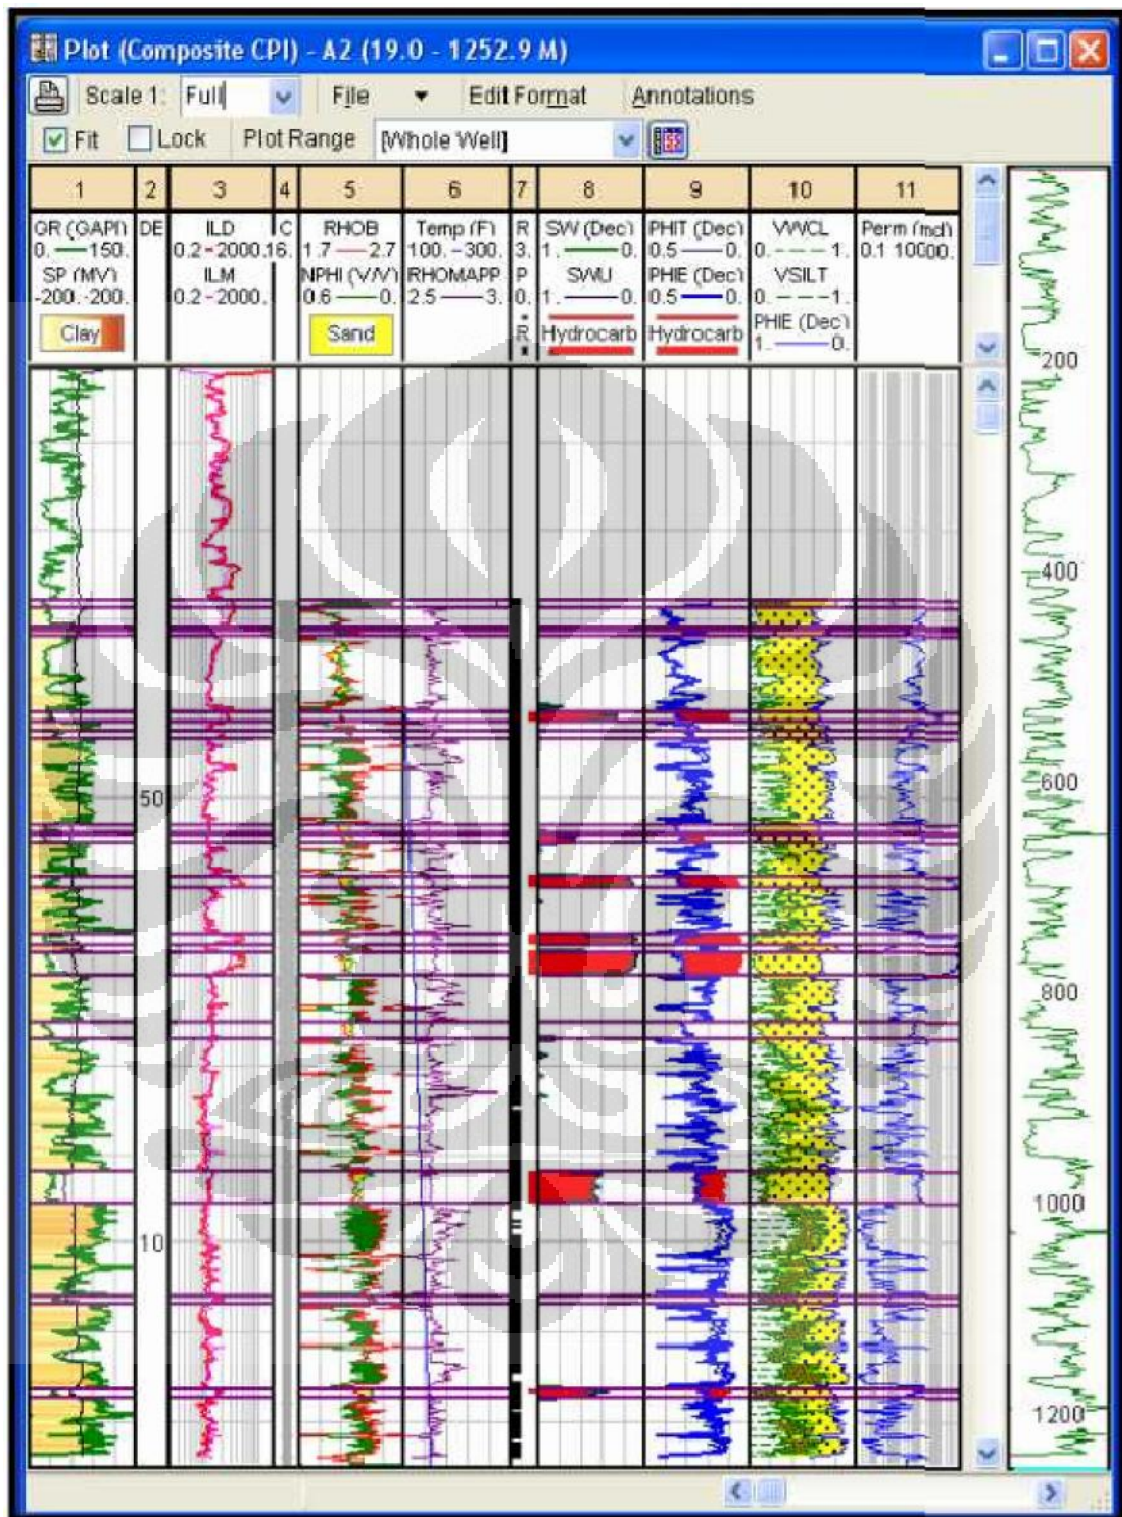 Plot (Composite CPI) - A2 (19.0 - 1252.9 M)
Scale 1: Full File Edit Format Annotations
Fit Lock Plot Range [Whole Well]
1 2 3 4 5 6 7 8 9 10 11
GR (GAPI) DE ILD C RHOB Temp (F) R SW (Dec) PHIT (Dec) VWCL Perm (md)
0. 150. 0.2 2000. 16. 1.7 2.7 100. 300. 3. 1. 0. 0.5 0. 0. 1. 0.1 10000.
SP (MV) ILM NPHI (V/V) RHOMAPP P SWU PHIE (Dec) VSILT
-200. 200. 0.2 2000. 0.6 0. 2.5 3. 0. 1. 0. 0.5 0. 0. 1.
Clay Sand R Hydrocarb Hydrocarb PHIE (Dec)
1. 0.
200
400
600
50
800
1000
10
1200